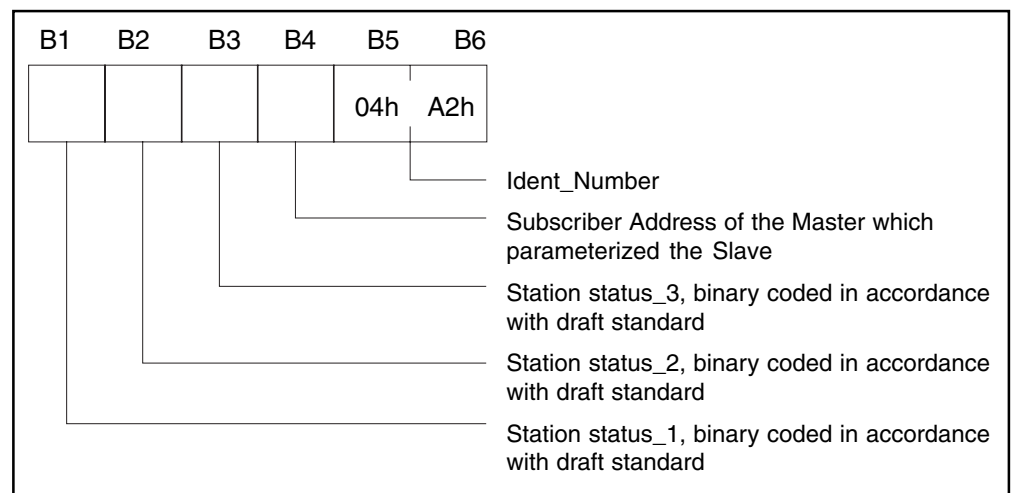 B1 B2 B3 B4 B5 B6
04h A2h
Ident_Number
Subscriber Address of the Master which
parameterized the Slave
Station status_3, binary coded in accordance
with draft standard
Station status_2, binary coded in accordance
with draft standard
Station status_1, binary coded in accordance
with draft standard